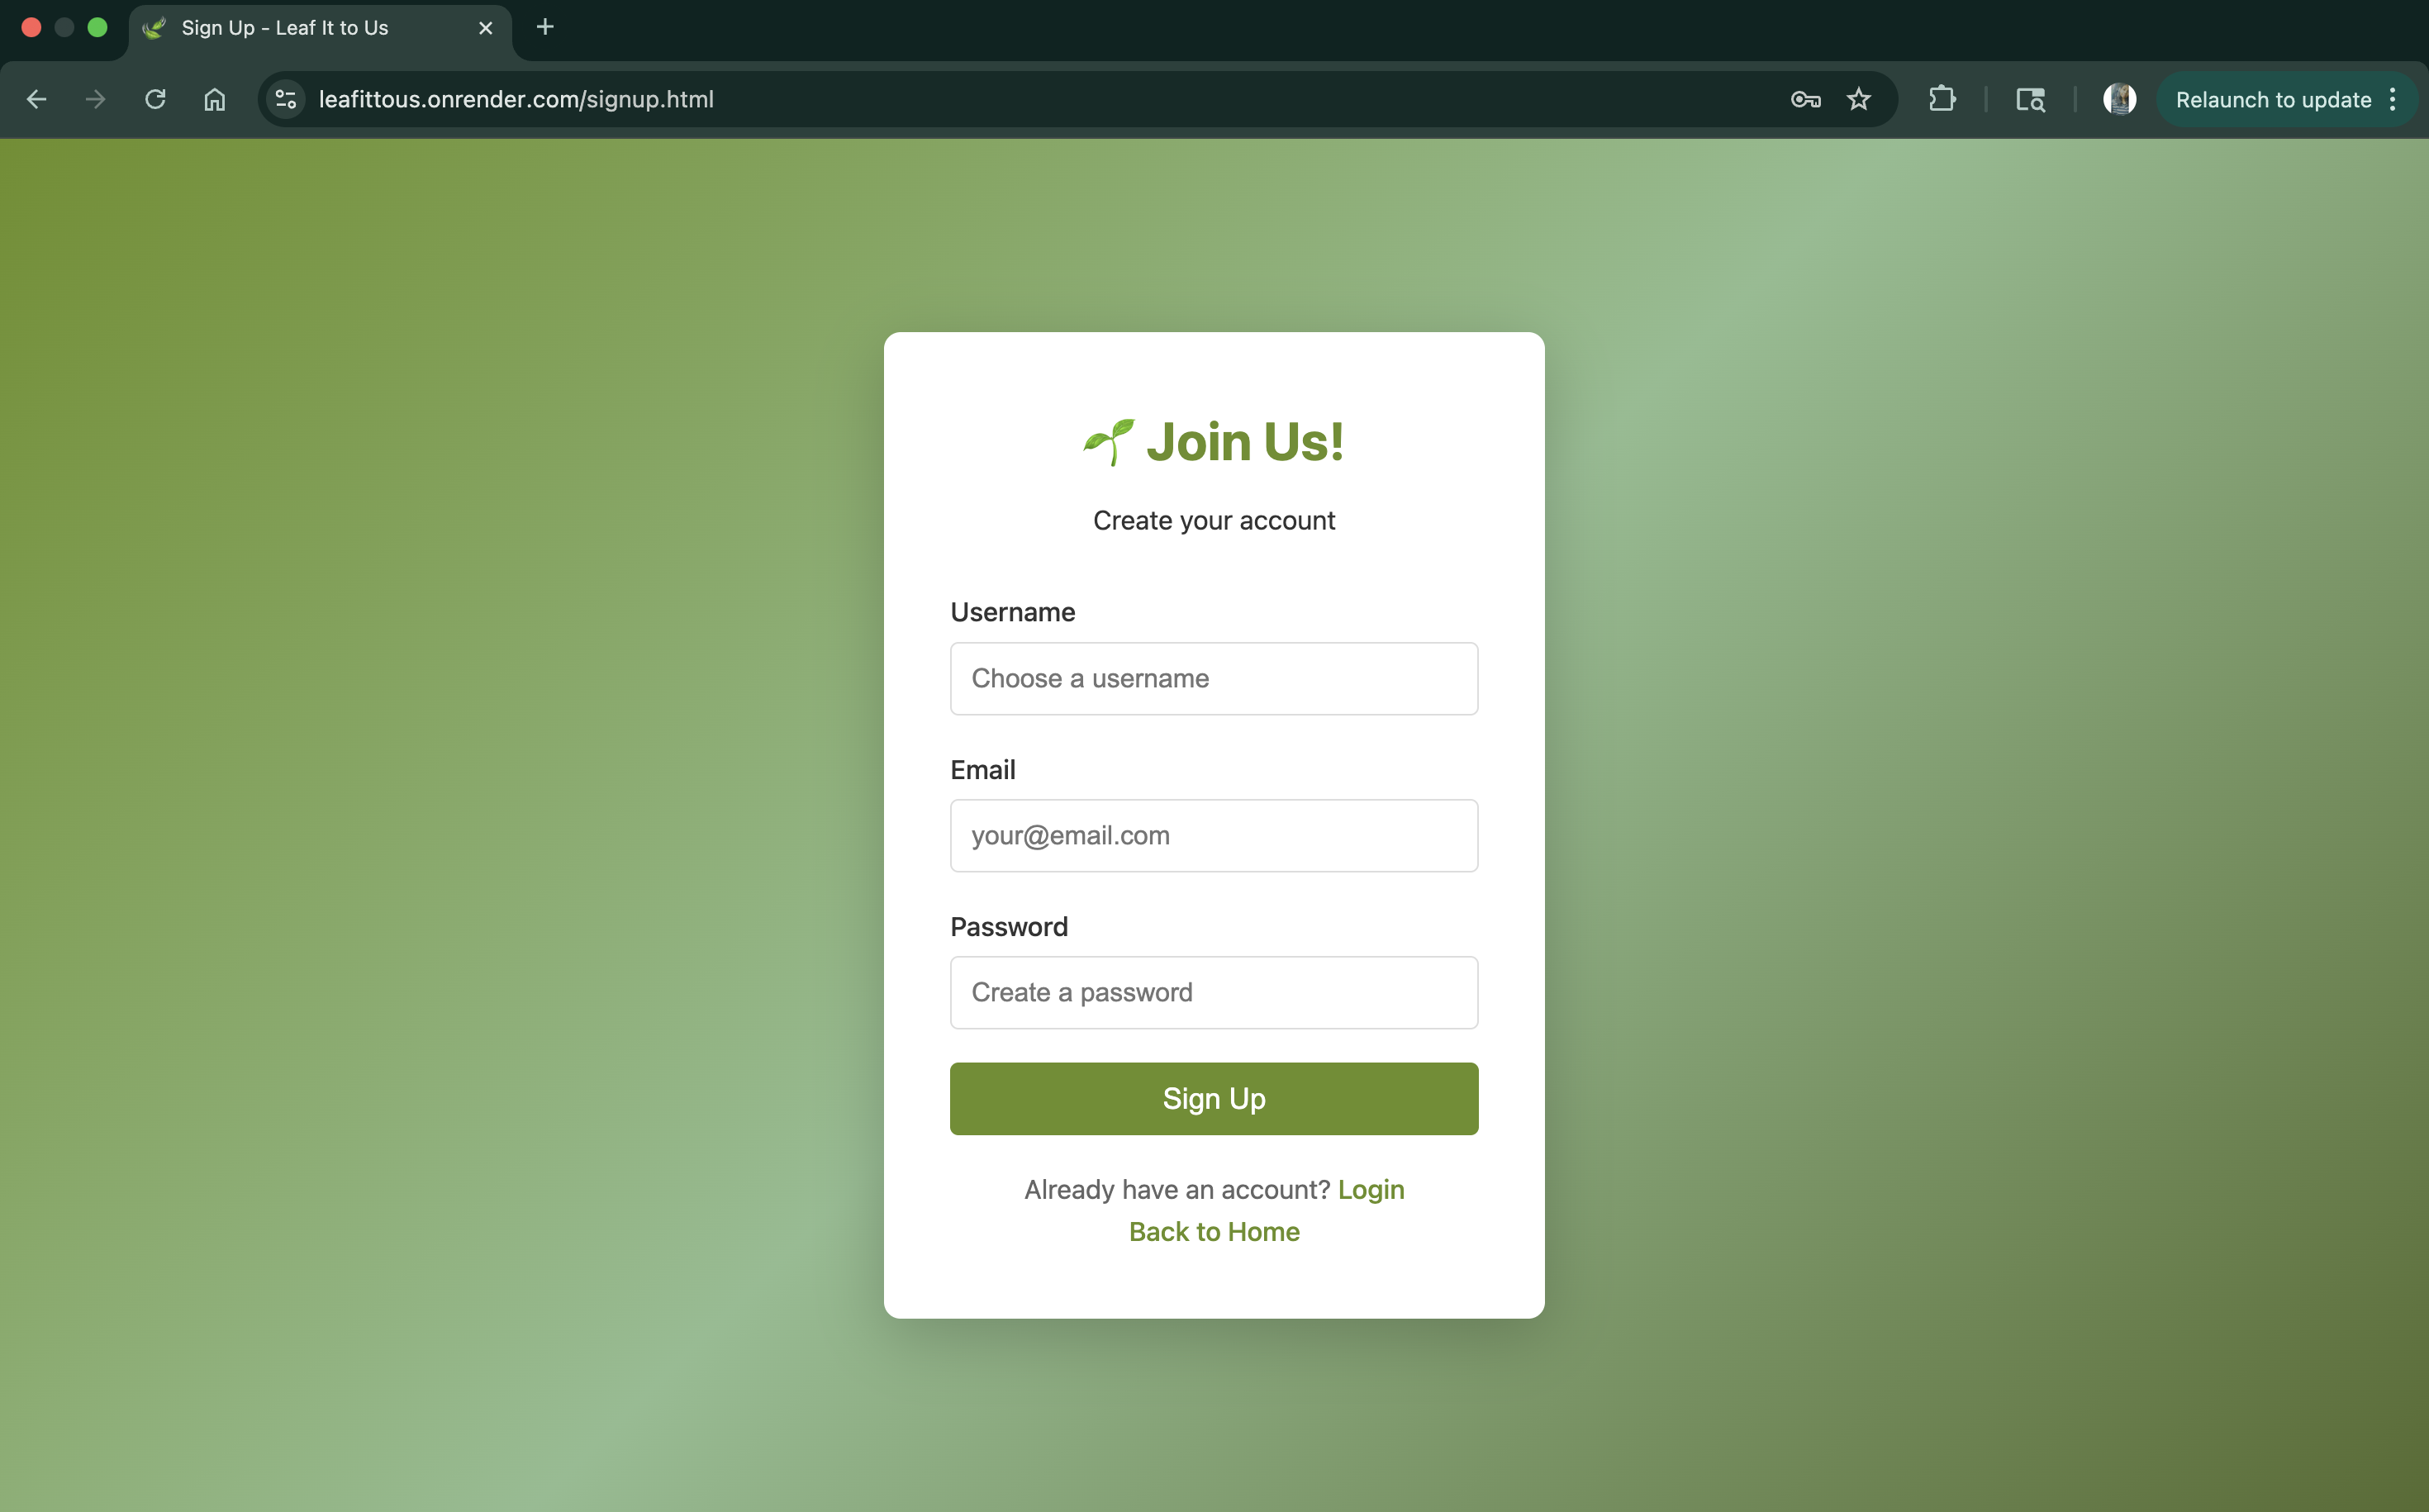 Sign Up - Leaf It to Us
leafittous.onrender.com/signup.html
Relaunch to update
Join Us!
Create your account
Username
Choose a username
Email
your@email.com
Password
Create a password
Sign Up
Already have an account? Login
Back to Home